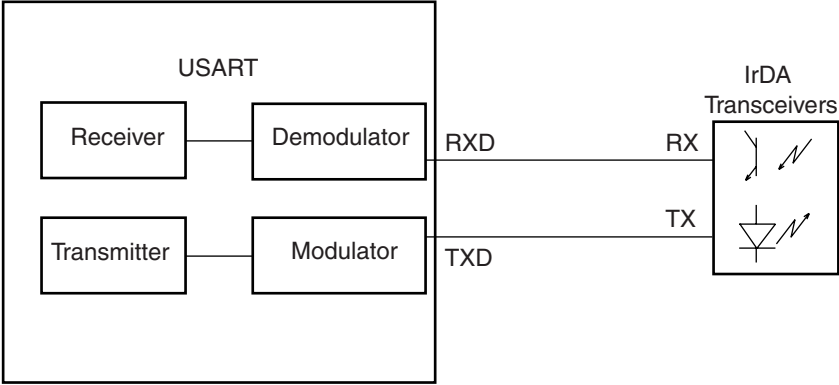 USART
IrDA
Transceivers
Receiver
Demodulator
RXD
RX
Transmitter
Modulator
TXD
TX